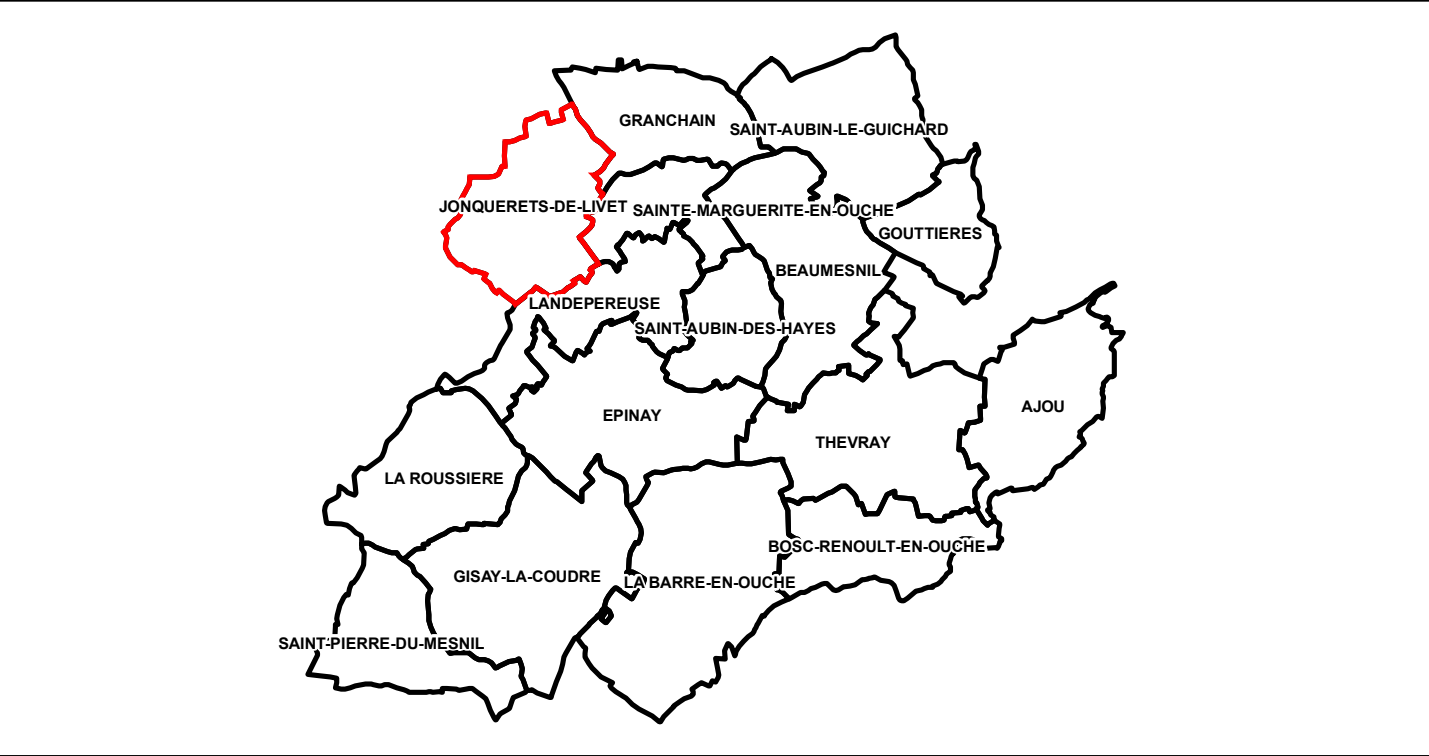 GRANCHAIN
SAINT-AUBIN-LE-GUICHARD
JONQUERETS-DE-LIVET
SAINTE-MARGUERITE-EN-OUCHE
GOUTTIERES
BEAUMESNIL
LANDEPEREUSE
SAINT-AUBIN-DES-HAYES
AJOU
EPINAY
THEVRAY
LA ROUSSIERE
BOSC-RENOULT-EN-OUCHE
GISAY-LA-COUDRE
LA BARRE-EN-OUCHE
SAINT-PIERRE-DU-MESNIL